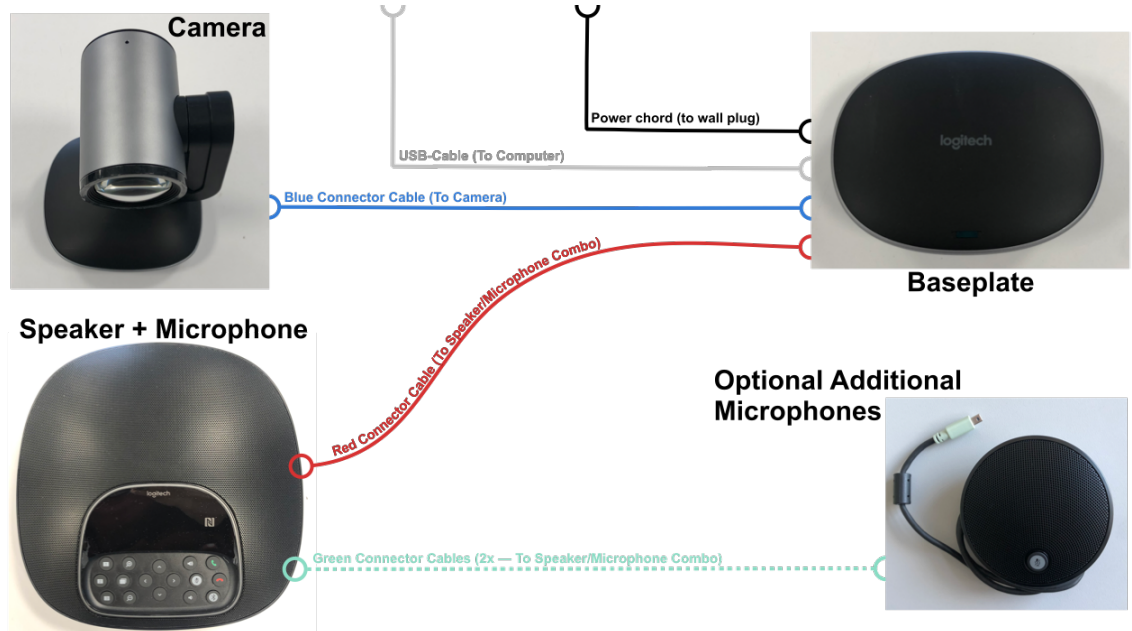 Camera
Power chord (to wall plug)
USB-Cable (To Computer)
logitech
Blue Connector Cable (To Camera)
Red Connector Cable (To Speaker/Microphone Combo)
Baseplate
Speaker + Microphone
Optional Additional
Microphones
logitech
Green Connector Cables (2x — To Speaker/Microphone Combo)